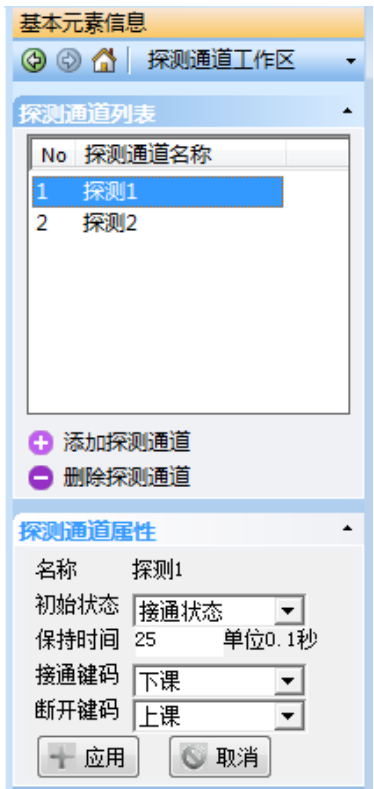 基本元素信息
探测通道工作区
探测通道列表
No 探测通道名称
1 探测1
2 探测2
添加探测通道
删除探测通道
探测通道属性
名称 探测1
初始状态 接通状态
保持时间 25 单位0.1秒
接通键码 下课
断开键码 上课
应用 取消